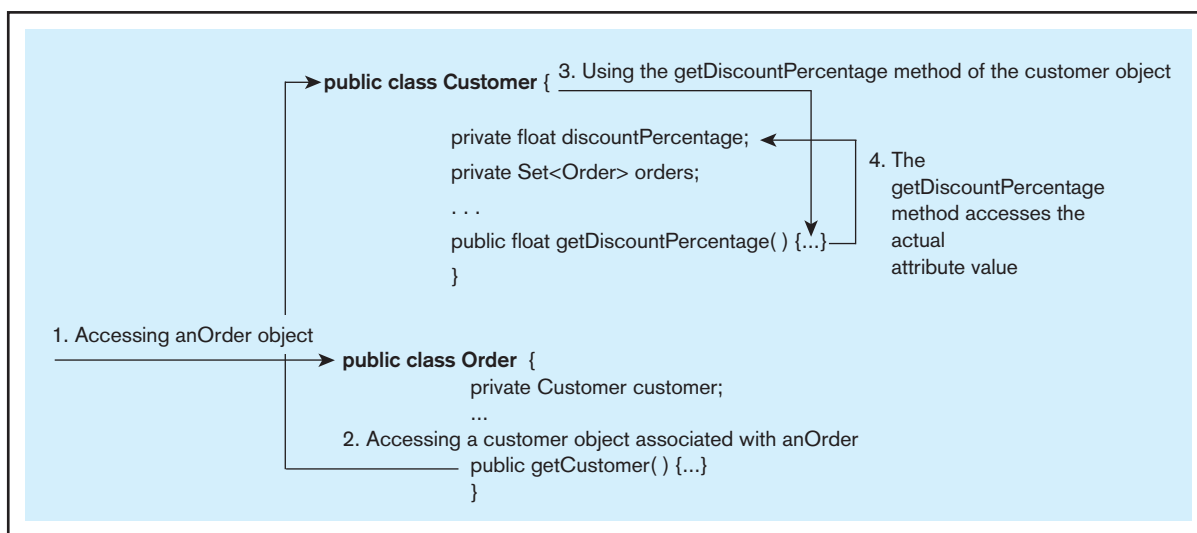 public class Customer { 3. Using the getDiscountPercentage method of the customer object
private float discountPercentage;
private Set<Order> orders;
. . .
public float getDiscountPercentage( ) {...}
}
4. The
getDiscountPercentage
method accesses the
actual
attribute value
1. Accessing anOrder object
public class Order {
private Customer customer;
...
2. Accessing a customer object associated with anOrder
public getCustomer( ) {...}
}